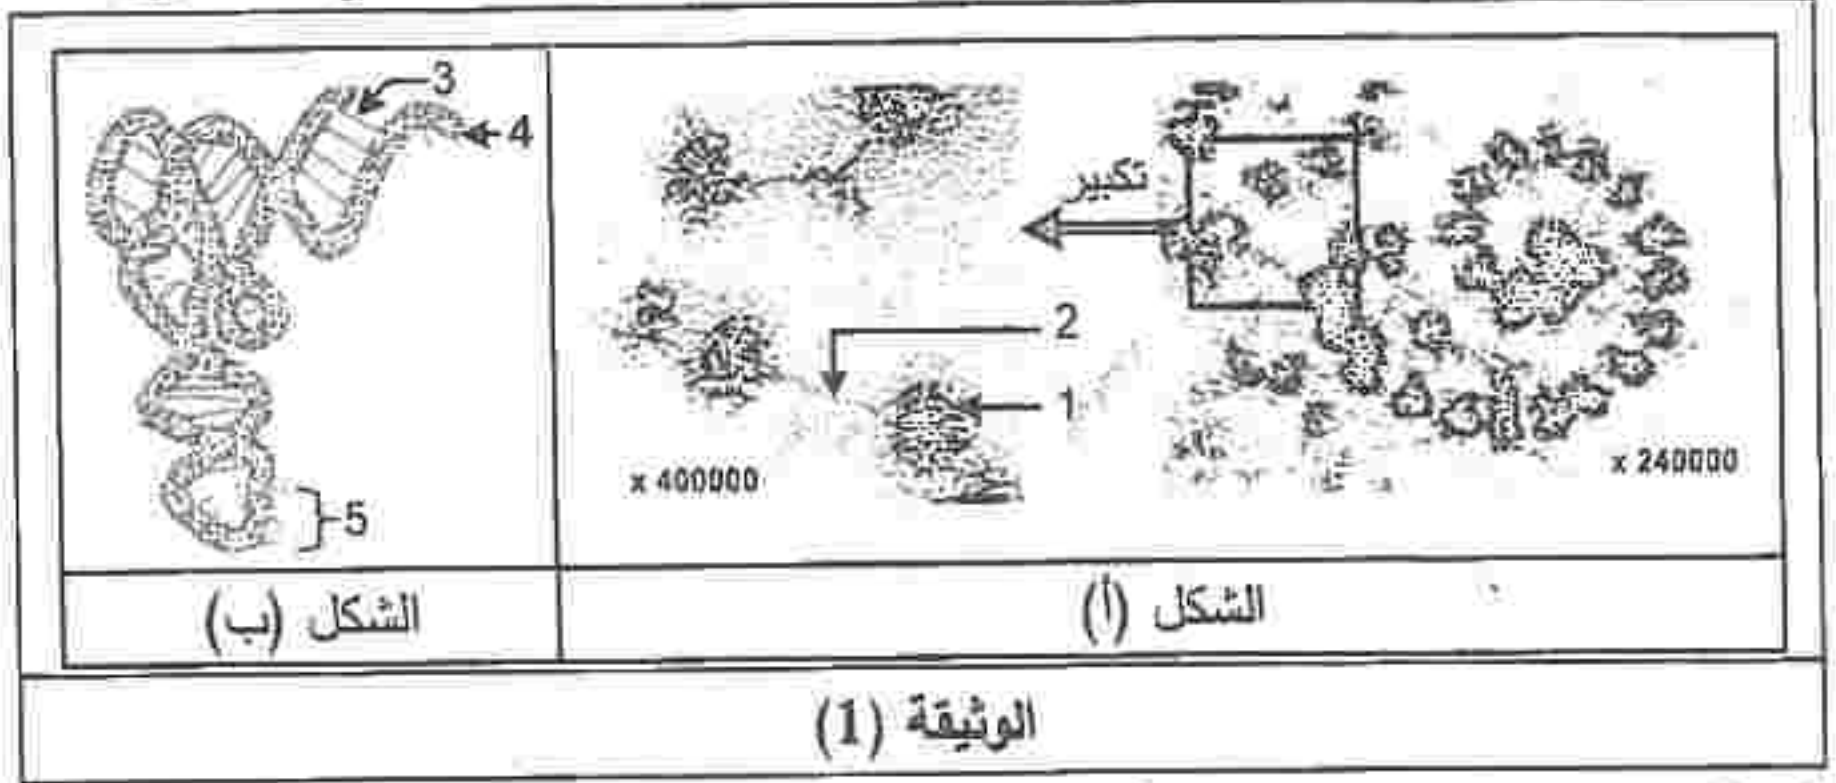 3
4
5
تكبير
2
1
x 400000
x 240000
الشكل (ب)
الشكل (أ)
الوثيقة (1)